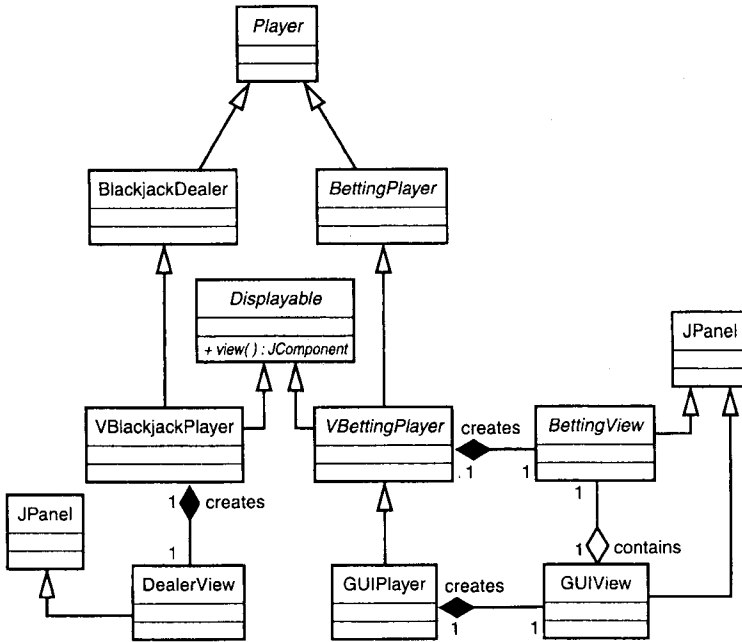 Player
BlackjackDealer
BettingPlayer
Displayable
+ view( ) : JComponent
JPanel
VBlackjackPlayer
VBettingPlayer
creates
1
1
BettingView
1
creates
1
JPanel
1
1
contains
DealerView
GUIPlayer
creates
1
1
GUIView